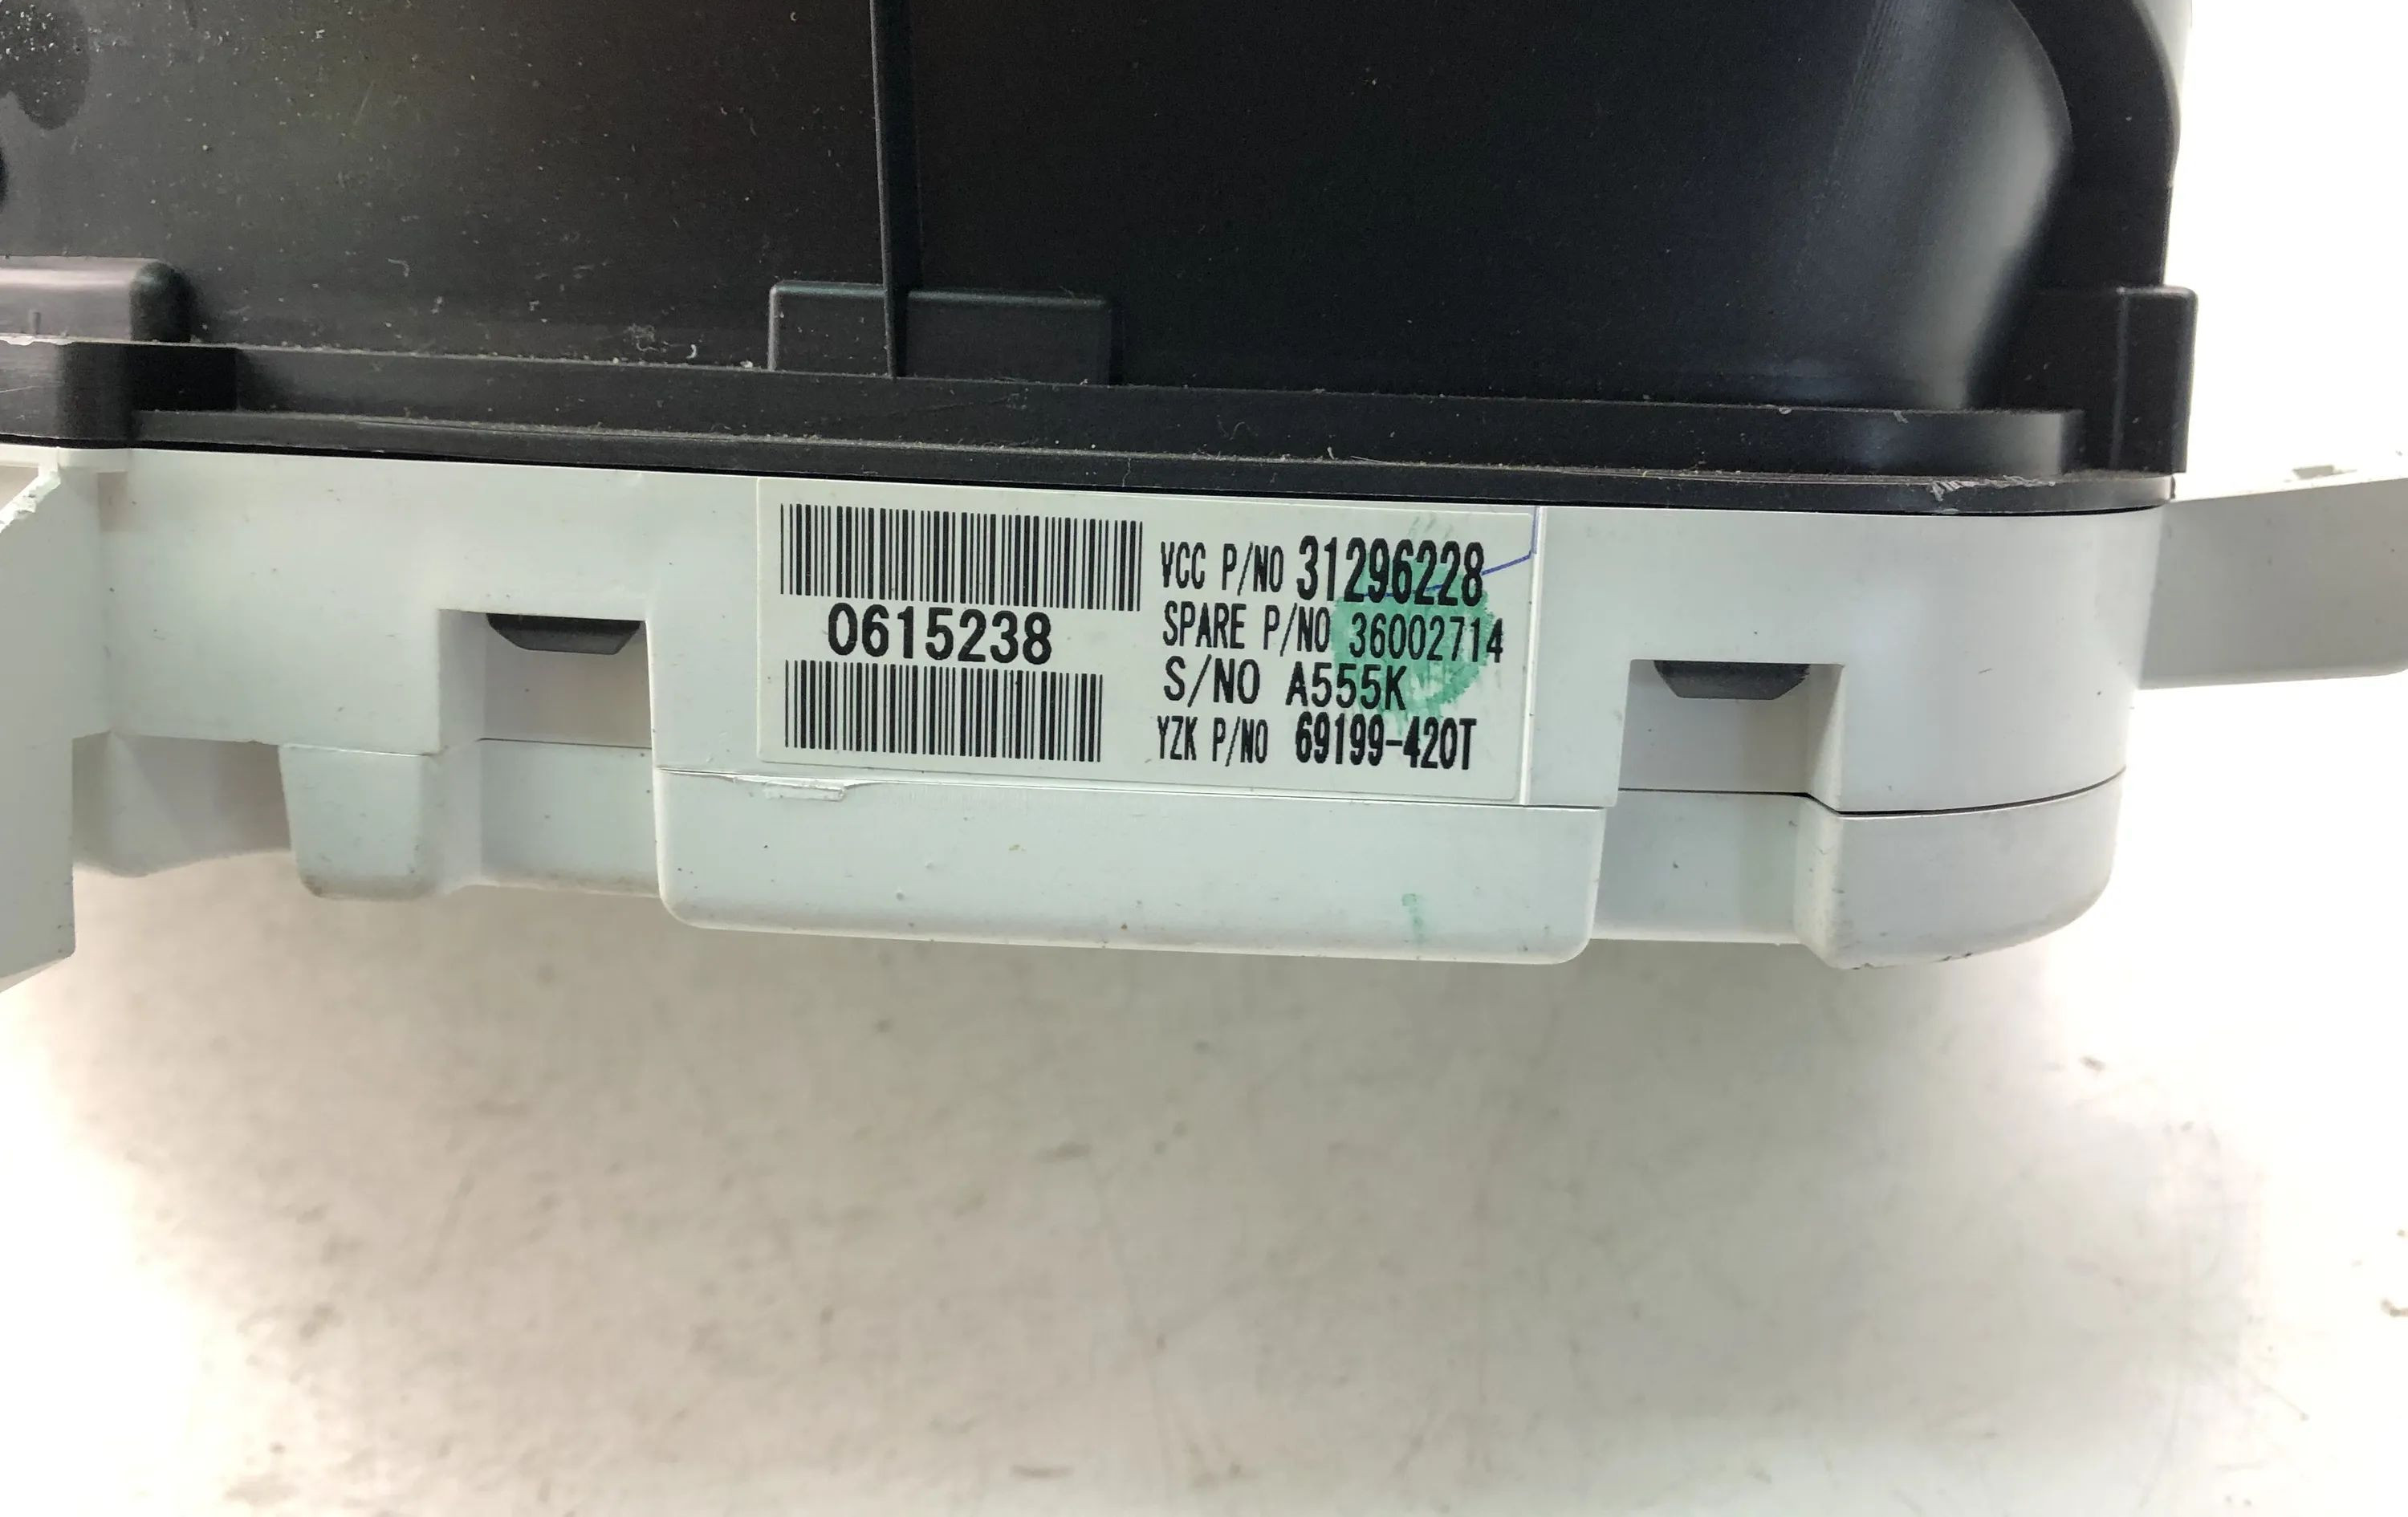 0615238
VCC P/NO 31296228
SPARE P/NO 36002714
S/NO A555K
YZK P/NO 69199-420T